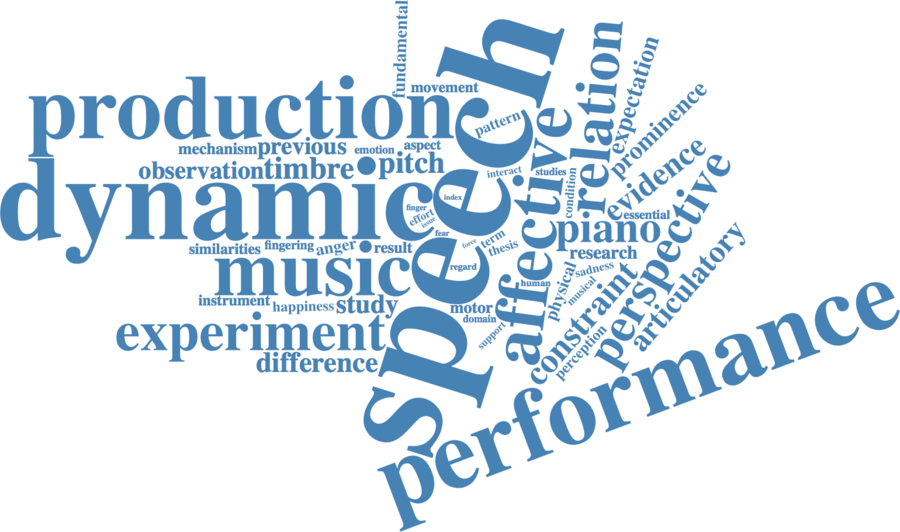 fundamental
movement
production
speech
relation
expectation
pattern
prominence
mechanism
previous
emotion
aspect
affective
observation
timbre
pitch
interact
studies
condition
evidence
dynamic
index
finger
effort
issue
essential
perspective
fear
force
term
thesis
piano
similarities
fingering
anger
result
research
articulatory
music
regard
human
physical
sadness
musical
constraint
instrument
happiness
study
motor
domain
support
perception
experiment
difference
performance